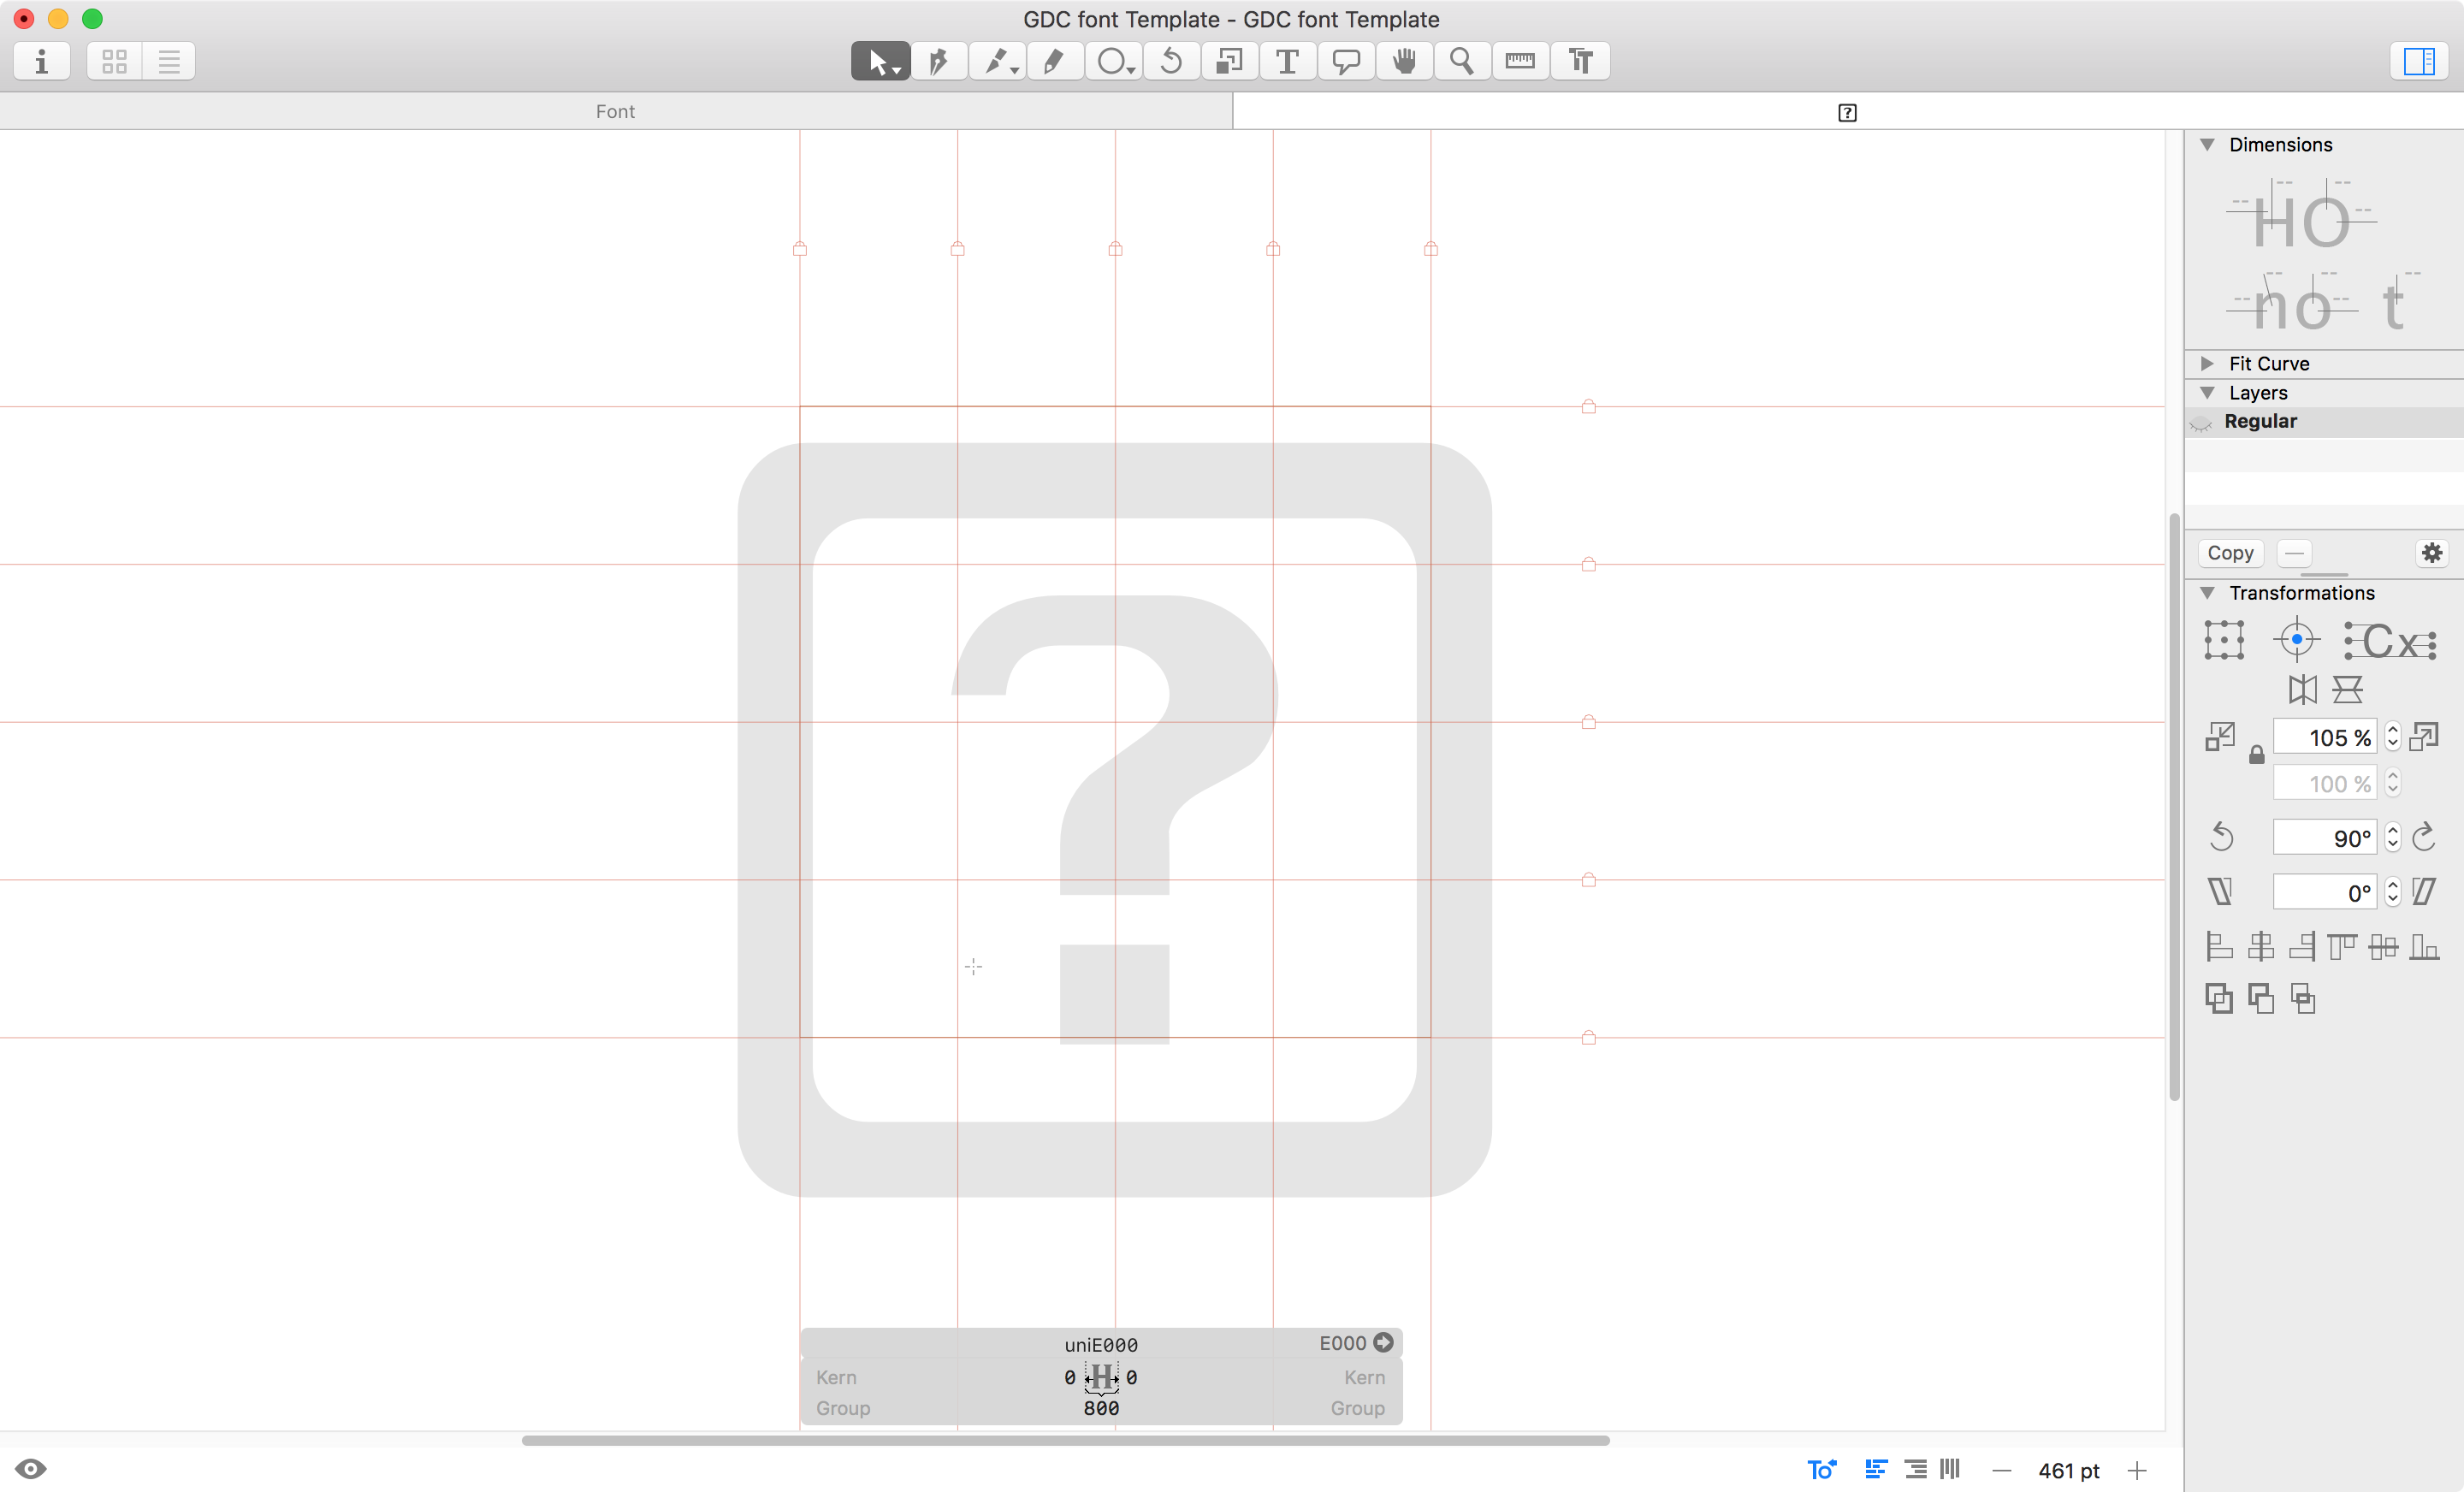 GDC font Template - GDC font Template
Font
?
Dimensions
HO
no t
Fit Curve
Layers
Regular
Copy
Transformations
Cx
105 %
100 %
90°
0°
?
uniE000 E000
Kern 0 H 0 Kern
Group 800 Group
To
461 pt